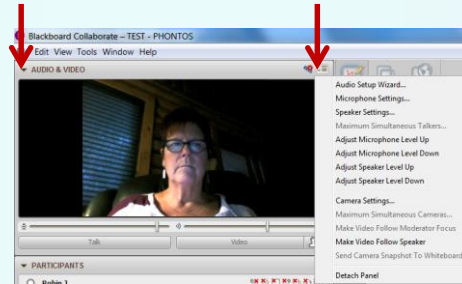 Blackboard Collaborate – TEST - PHONTOS
Edit View Tools Window Help
AUDIO & VIDEO
Talk
Video
PARTICIPANTS
Robin 1
Audio Setup Wizard...
Microphone Settings...
Speaker Settings...
Maximum Simultaneous Talkers...
Adjust Microphone Level Up
Adjust Microphone Level Down
Adjust Speaker Level Up
Adjust Speaker Level Down
Camera Settings...
Maximum Simultaneous Cameras...
Make Video Follow Moderator Focus
Make Video Follow Speaker
Send Camera Snapshot To Whiteboard
Detach Panel